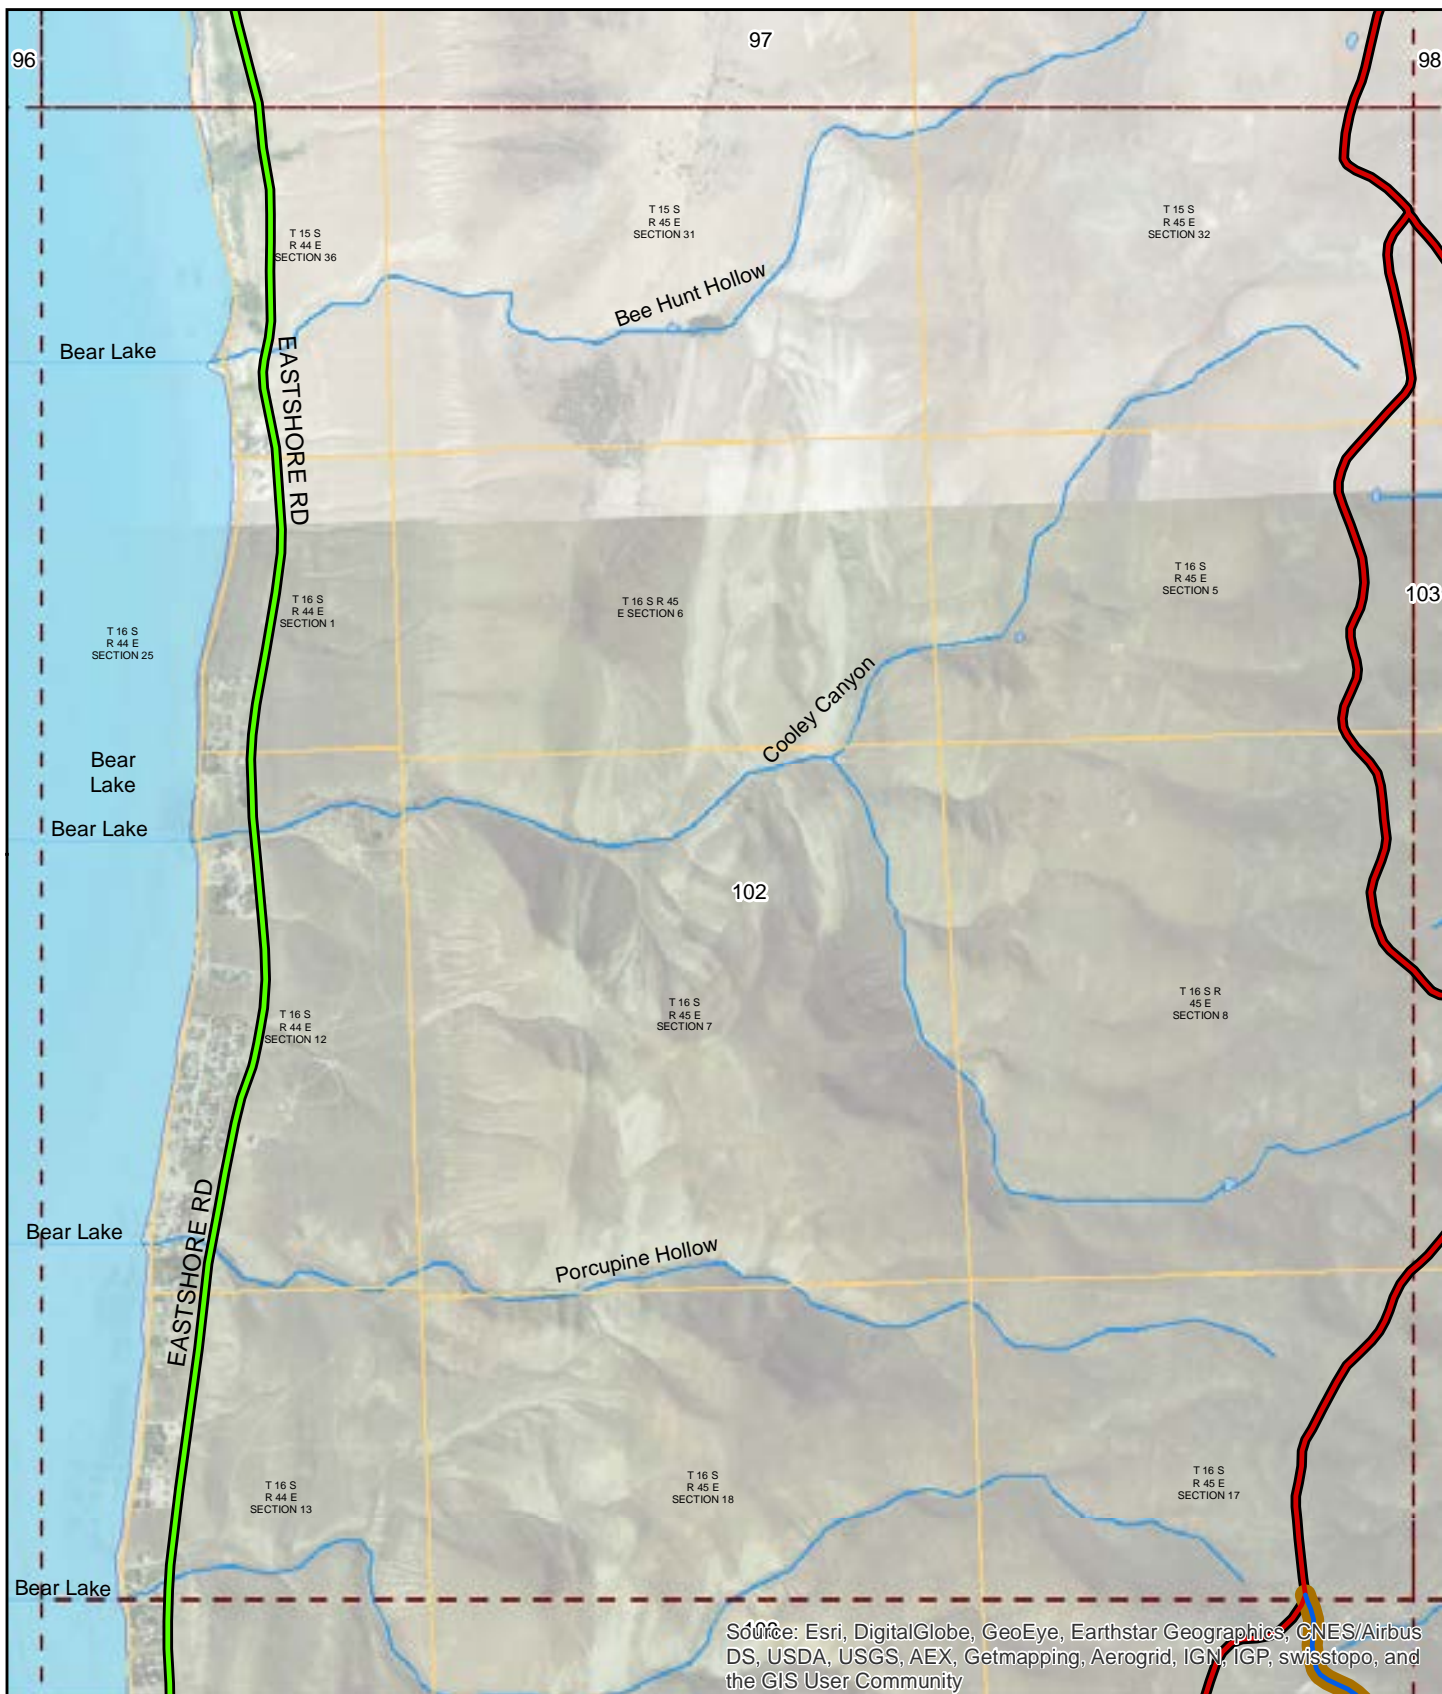 97
96
98
T 15 S
R 45 E
SECTION 31
T 15 S
R 45 E
SECTION 32
T 15 S
R 44 E
SECTION 36
Bee Hunt Hollow
Bear Lake
EASTSHORE RD
T 16 S
R 45 E
SECTION 5
103
T 16 S
R 44 E
SECTION 1
T 16 S R 45
E SECTION 6
T 16 S
R 44 E
SECTION 25
Cooley Canyon
Bear
Lake
Bear Lake
102
T 16 S
R 45 E
SECTION 7
T 16 S R
45 E
SECTION 8
T 16 S
R 44 E
SECTION 12
EASTSHORE RD
Bear Lake
Porcupine Hollow
T 16 S
R 45 E
SECTION 18
T 16 S
R 45 E
SECTION 17
T 16 S
R 44 E
SECTION 13
Bear Lake
Source: Esri, DigitalGlobe, GeoEye, Earthstar Geographics, CNES/Airbus
DS, USDA, USGS, AEX, Getmapping, Aerogrid, IGN, IGP, swisstopo, and
the GIS User Community